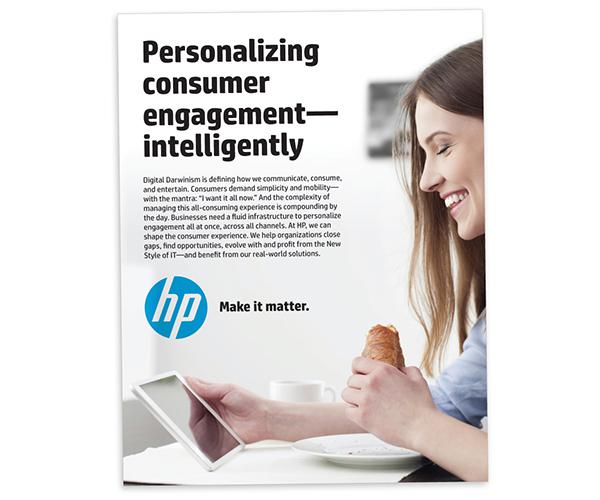 Personalizing
consumer
engagement—
intelligently
Digital Darwinism is defining how we communicate, consume,
and entertain. Consumers demand simplicity and mobility—
with the mantra: "I want it all now." And the complexity of
managing this all-consuming experience is compounding by
the day. Businesses need a fluid infrastructure to personalize
engagement all at once, across all channels. At HP, we can
shape the consumer experience. We help organizations close
gaps, find opportunities, evolve with and profit from the New
Style of IT—and benefit from our real-world solutions.
hp
Make it matter.